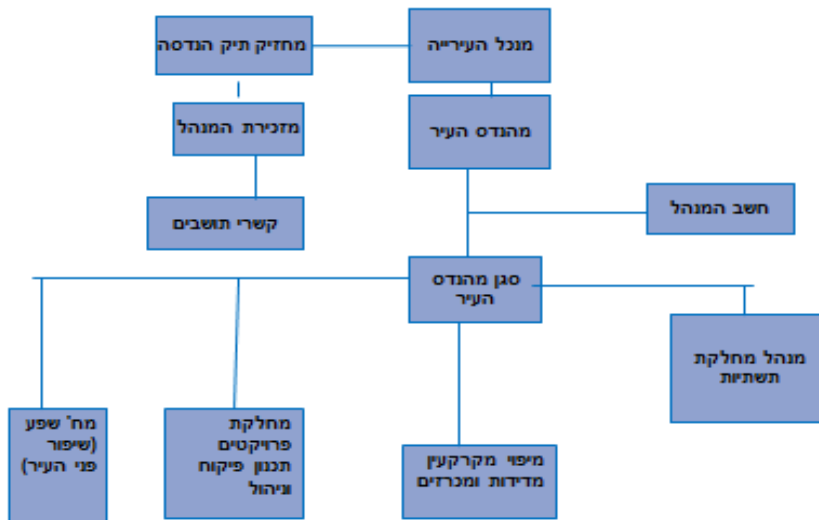 מנכל העירייה
מחזיק תיק הנדסה
מהנדס העיר
מזכירת המנהל
חשב המנהל
קשרי תושבים
סגן מהנדס
העיר
מנהל מחלקת
תשתיות
מיפוי מקרקעין
מדידות ומכרזים
מחלקת
פרויקטים
תכנון פיקוח
וניהול
מח' שפע
(שיפור
פני העיר)